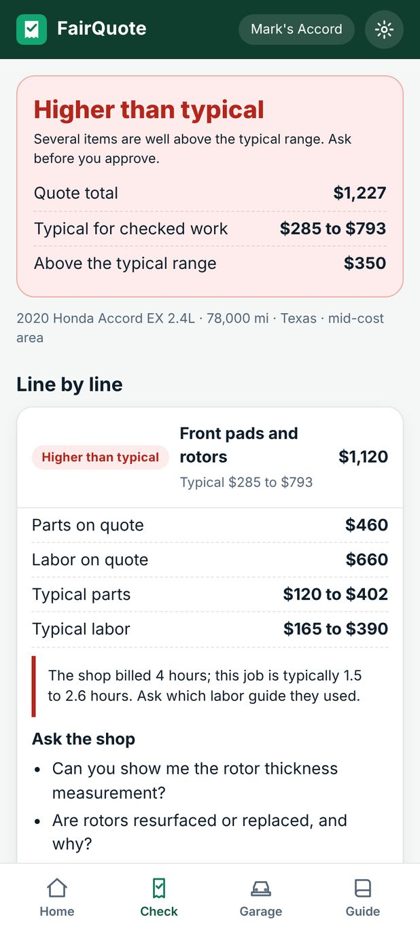 FairQuote
Mark's Accord
Higher than typical
Several items are well above the typical range. Ask
before you approve.
Quote total $1,227
Typical for checked work $285 to $793
Above the typical range $350
2020 Honda Accord EX 2.4L · 78,000 mi · Texas · mid-cost
area
Line by line
Higher than typical
Front pads and
rotors
Typical $285 to $793
$1,120
Parts on quote $460
Labor on quote $660
Typical parts $120 to $402
Typical labor $165 to $390
The shop billed 4 hours; this job is typically 1.5
to 2.6 hours. Ask which labor guide they used.
Ask the shop
• Can you show me the rotor thickness
measurement?
• Are rotors resurfaced or replaced, and
why?
Home Check Garage Guide